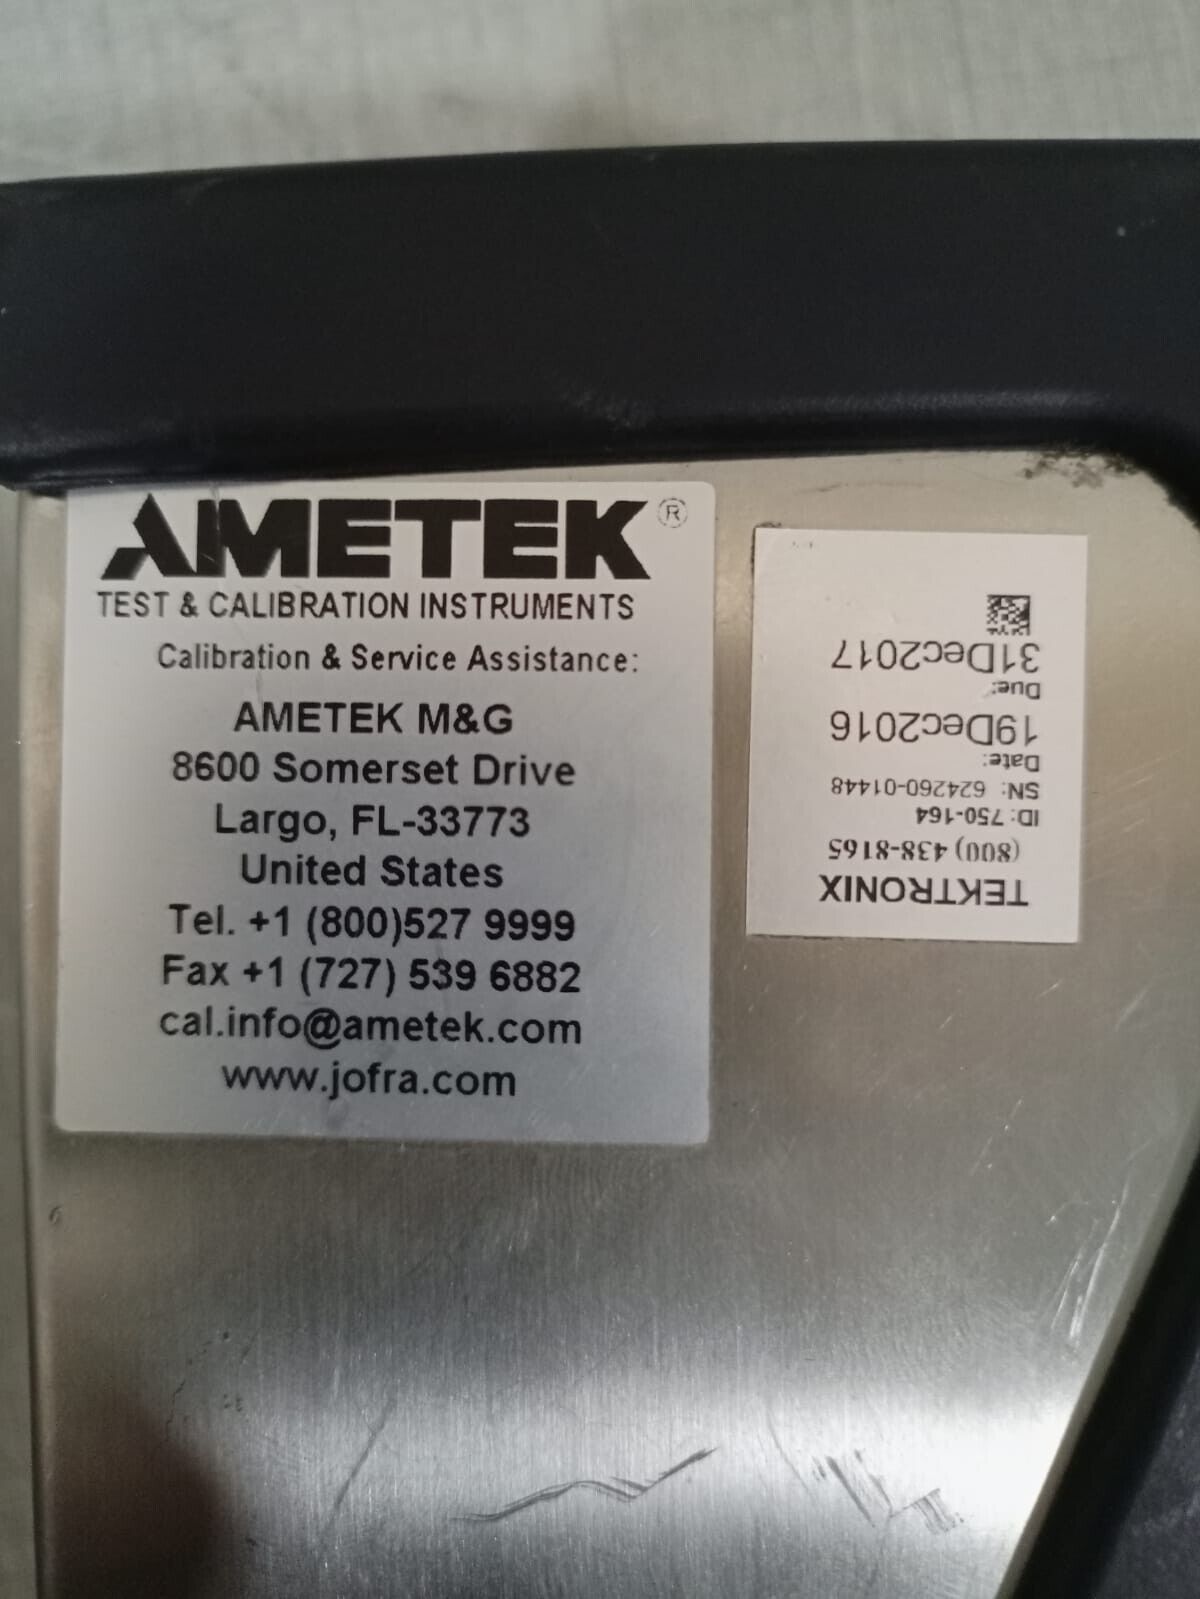 AMETEK®
TEST & CALIBRATION INSTRUMENTS
Calibration & Service Assistance:
AMETEK M&G
8600 Somerset Drive
Largo, FL-33773
United States
Tel. +1 (800)527 9999
Fax +1 (727) 539 6882
cal.info@ametek.com
www.jofra.com
TEKTRONIX
(800) 438-8165
ID: 750-164
SN: 624260-01448
Date:
19Dec2016
Due:
31Dec2017